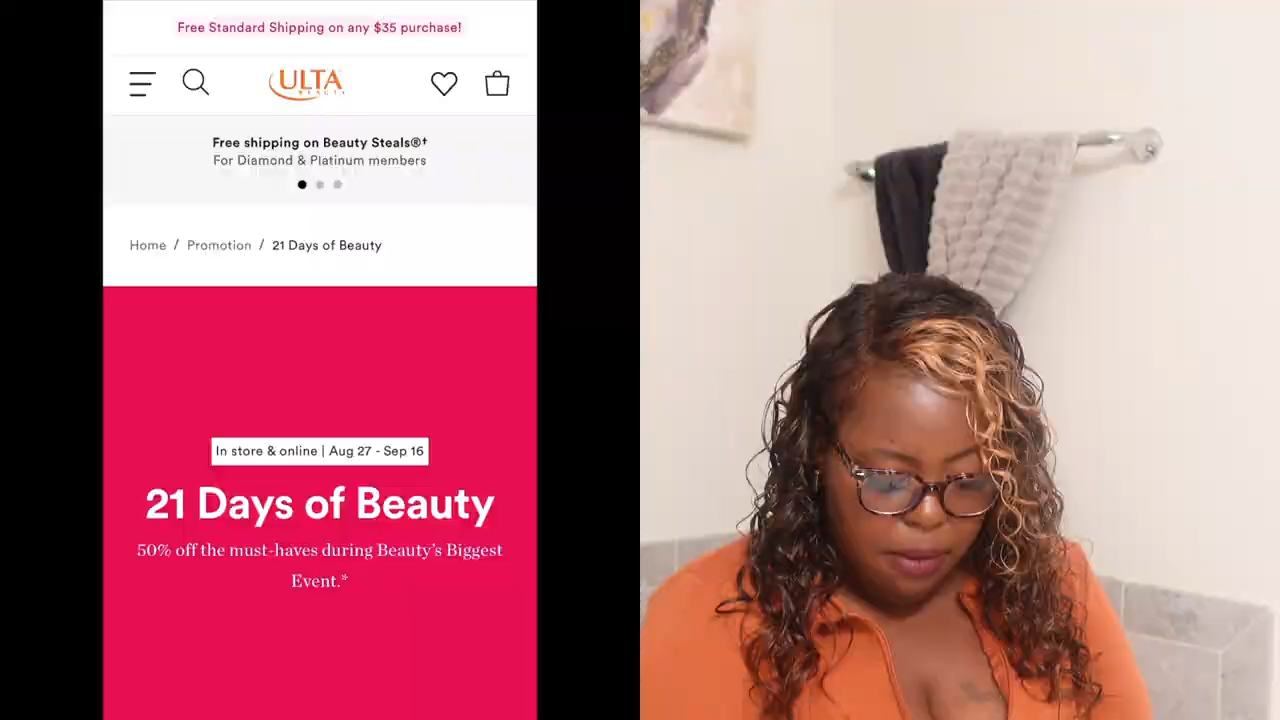 Free Standard Shipping on any $35 purchase!
ULTA
BEAUTY
Free shipping on Beauty Steals®†
For Diamond & Platinum members
Home / Promotion / 21 Days of Beauty
In store & online | Aug 27 - Sep 16
21 Days of Beauty
50% off the must-haves during Beauty's Biggest
Event.*